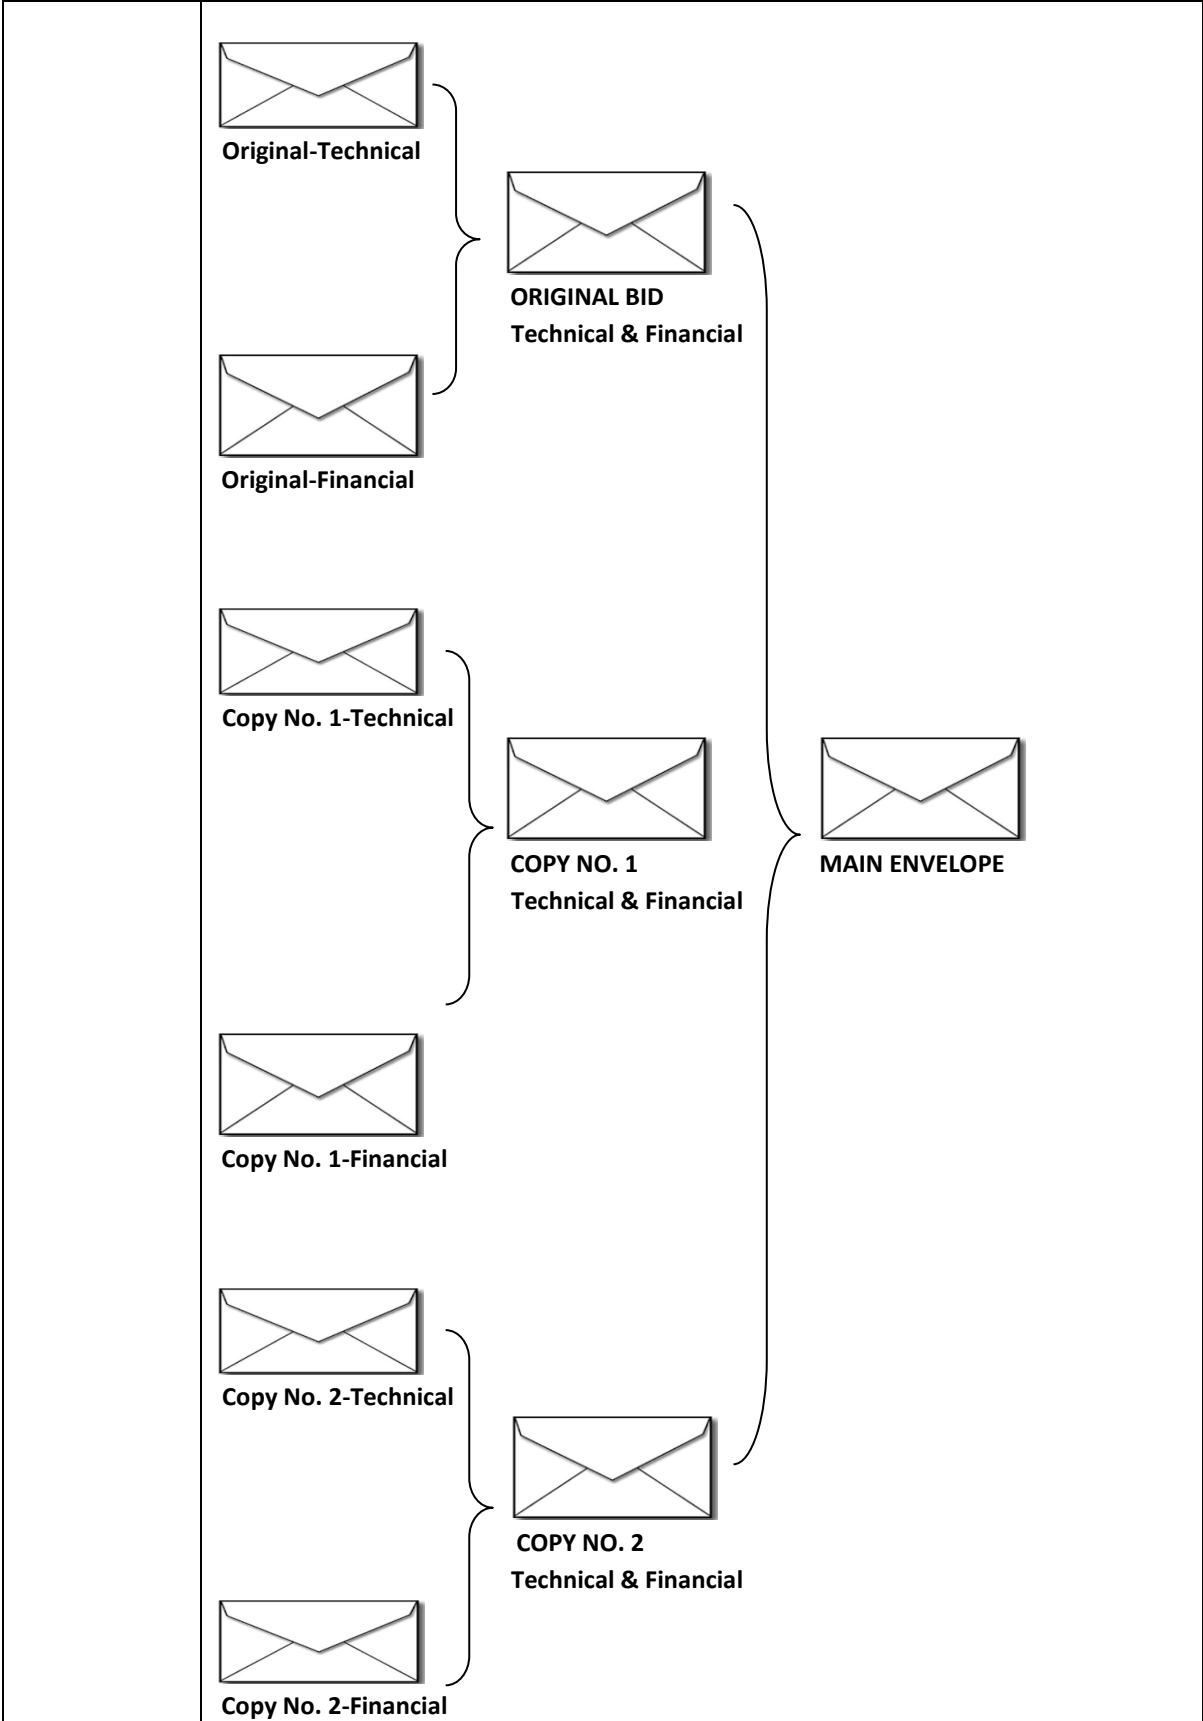 Original-Technical
ORIGINAL BID
Technical & Financial
Original-Financial
Copy No. 1-Technical
COPY NO. 1
Technical & Financial
MAIN ENVELOPE
Copy No. 1-Financial
Copy No. 2-Technical
COPY NO. 2
Technical & Financial
Copy No. 2-Financial